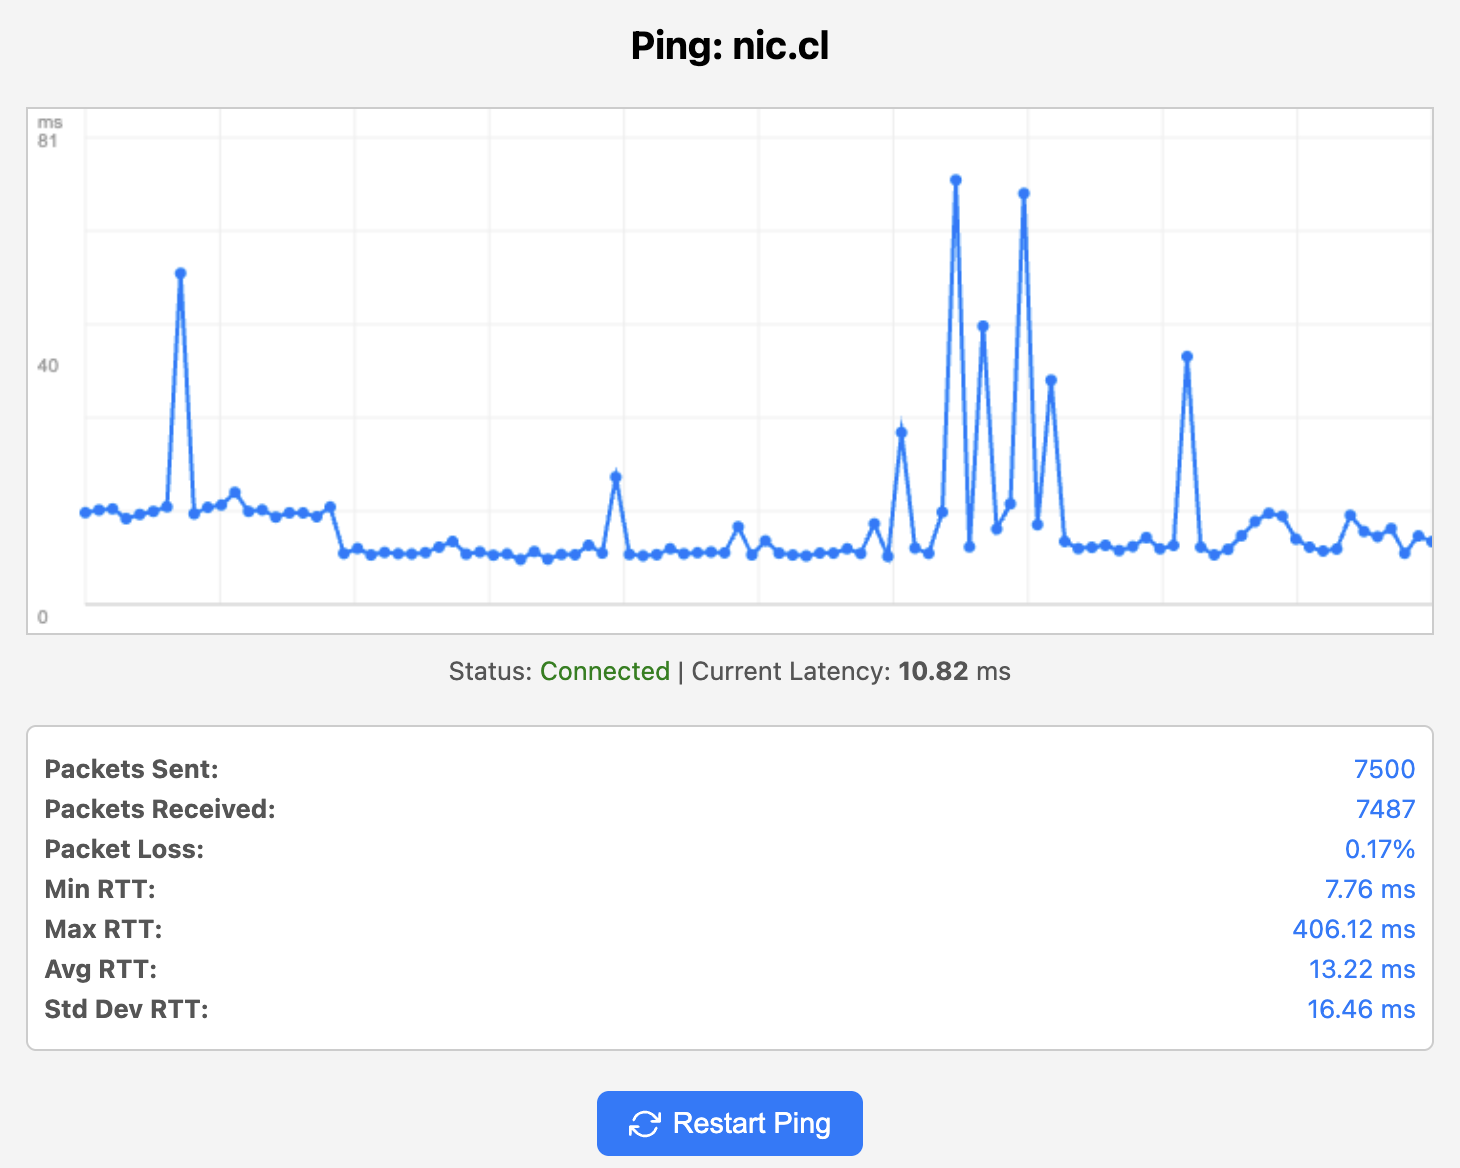 Ping: nic.cl
ms
81
40
0
Status: Connected | Current Latency: 10.82 ms
Packets Sent: 7500
Packets Received: 7487
Packet Loss: 0.17%
Min RTT: 7.76 ms
Max RTT: 406.12 ms
Avg RTT: 13.22 ms
Std Dev RTT: 16.46 ms
Restart Ping